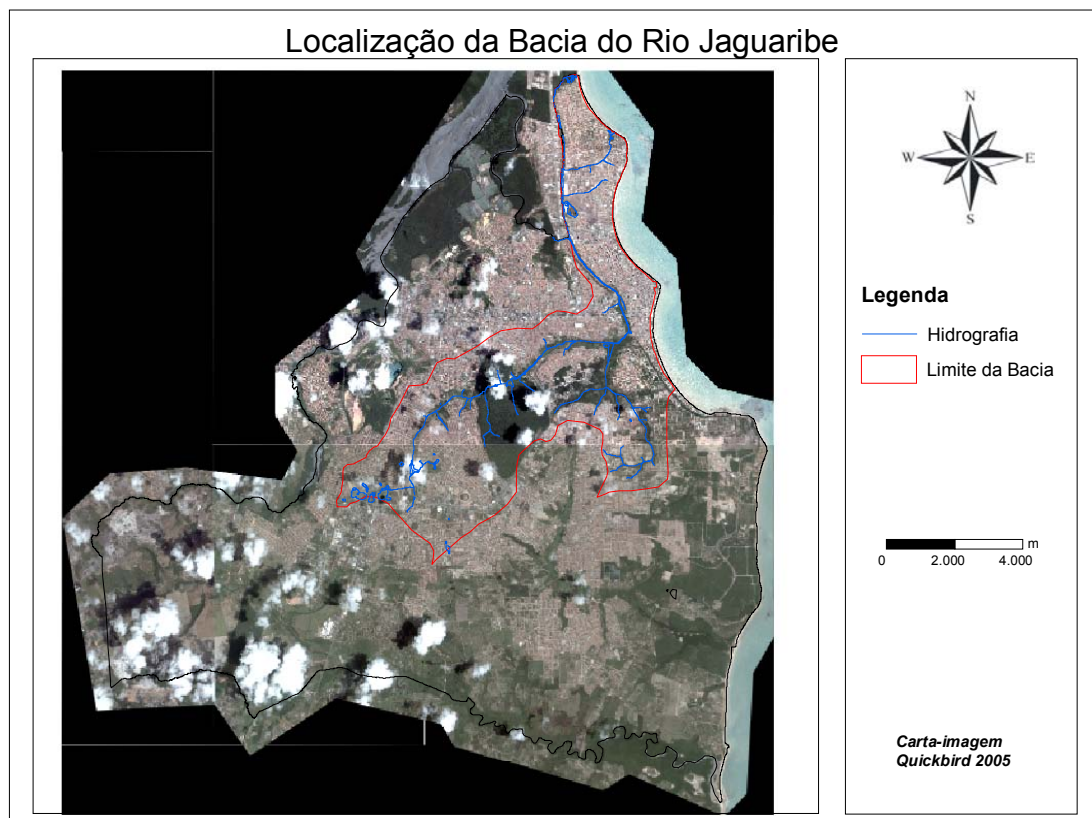 Localização da Bacia do Rio Jaguaribe
N
W
E
S
Legenda
Hidrografia
Limite da Bacia
m
0 2.000 4.000
Carta-imagem
Quickbird 2005